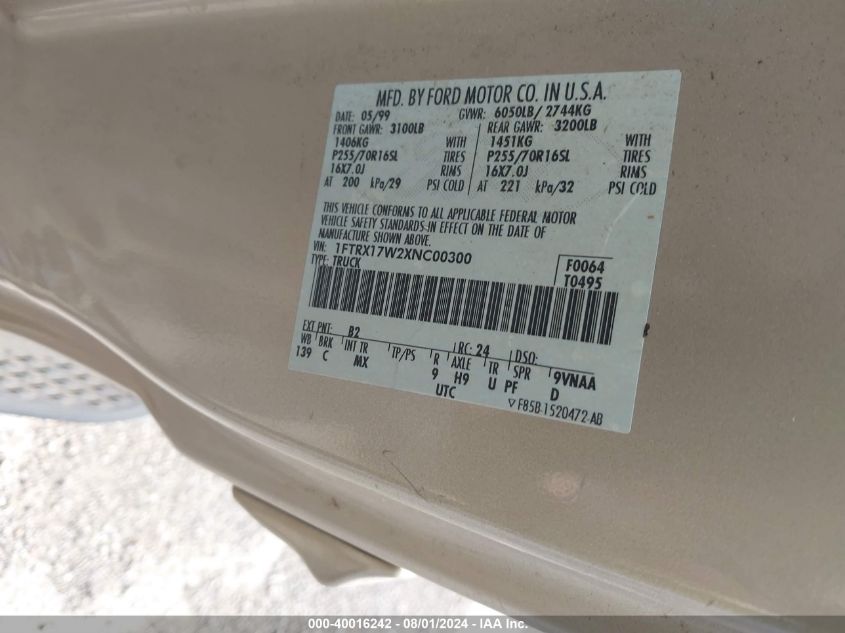 MFD. BY FORD MOTOR CO. IN U.S.A.
DATE: 05/99 GVWR: 6050LB/ 2744KG
FRONT GAWR: 3100LB REAR GAWR: 3200LB
1406KG WITH 1451KG WITH
P255/70R16SL TIRES P255/70R16SL TIRES
16X7.0J RIMS 16X7.0J RIMS
AT 200 kPa/29 PSI COLD AT 221 kPa/32 PSI COLD
THIS VEHICLE CONFORMS TO ALL APPLICABLE FEDERAL MOTOR
VEHICLE SAFETY STANDARDS IN EFFECT ON THE DATE OF
MANUFACTURE SHOWN ABOVE.
VIN: 1FTRX17W2XNC00300
TYPE: TRUCK
F0064
T0495
EXT PNT: B2 RC: 24 DSO:
WB BRK INT TR TP/PS R AXLE TR SPR 9VNAA
139 C MX 9 H9 U PF D
UTC
▽ F85B-1520472-AB
000-40016242 - 08/01/2024 - IAA Inc.